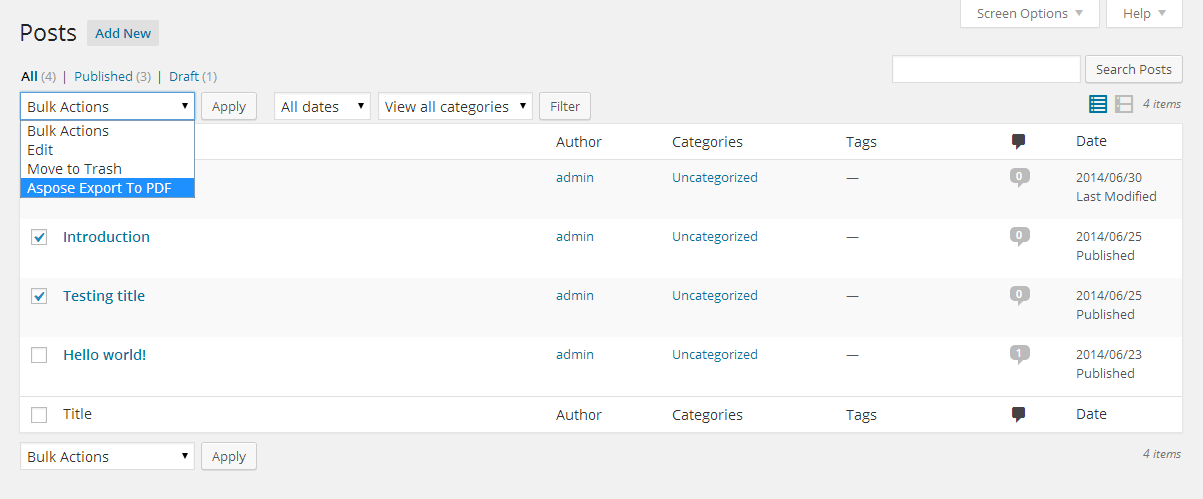 Screen Options Help
Posts Add New
All (4) | Published (3) | Draft (1)
Search Posts
Bulk Actions Apply All dates View all categories Filter 4 items
Bulk Actions
Edit
Move to Trash
Aspose Export To PDF
Author Categories Tags Date
admin Uncategorized — 0 2014/06/30
Last Modified
Introduction admin Uncategorized — 0 2014/06/25
Published
Testing title admin Uncategorized — 0 2014/06/25
Published
Hello world! admin Uncategorized — 1 2014/06/23
Published
Title Author Categories Tags Date
Bulk Actions Apply 4 items